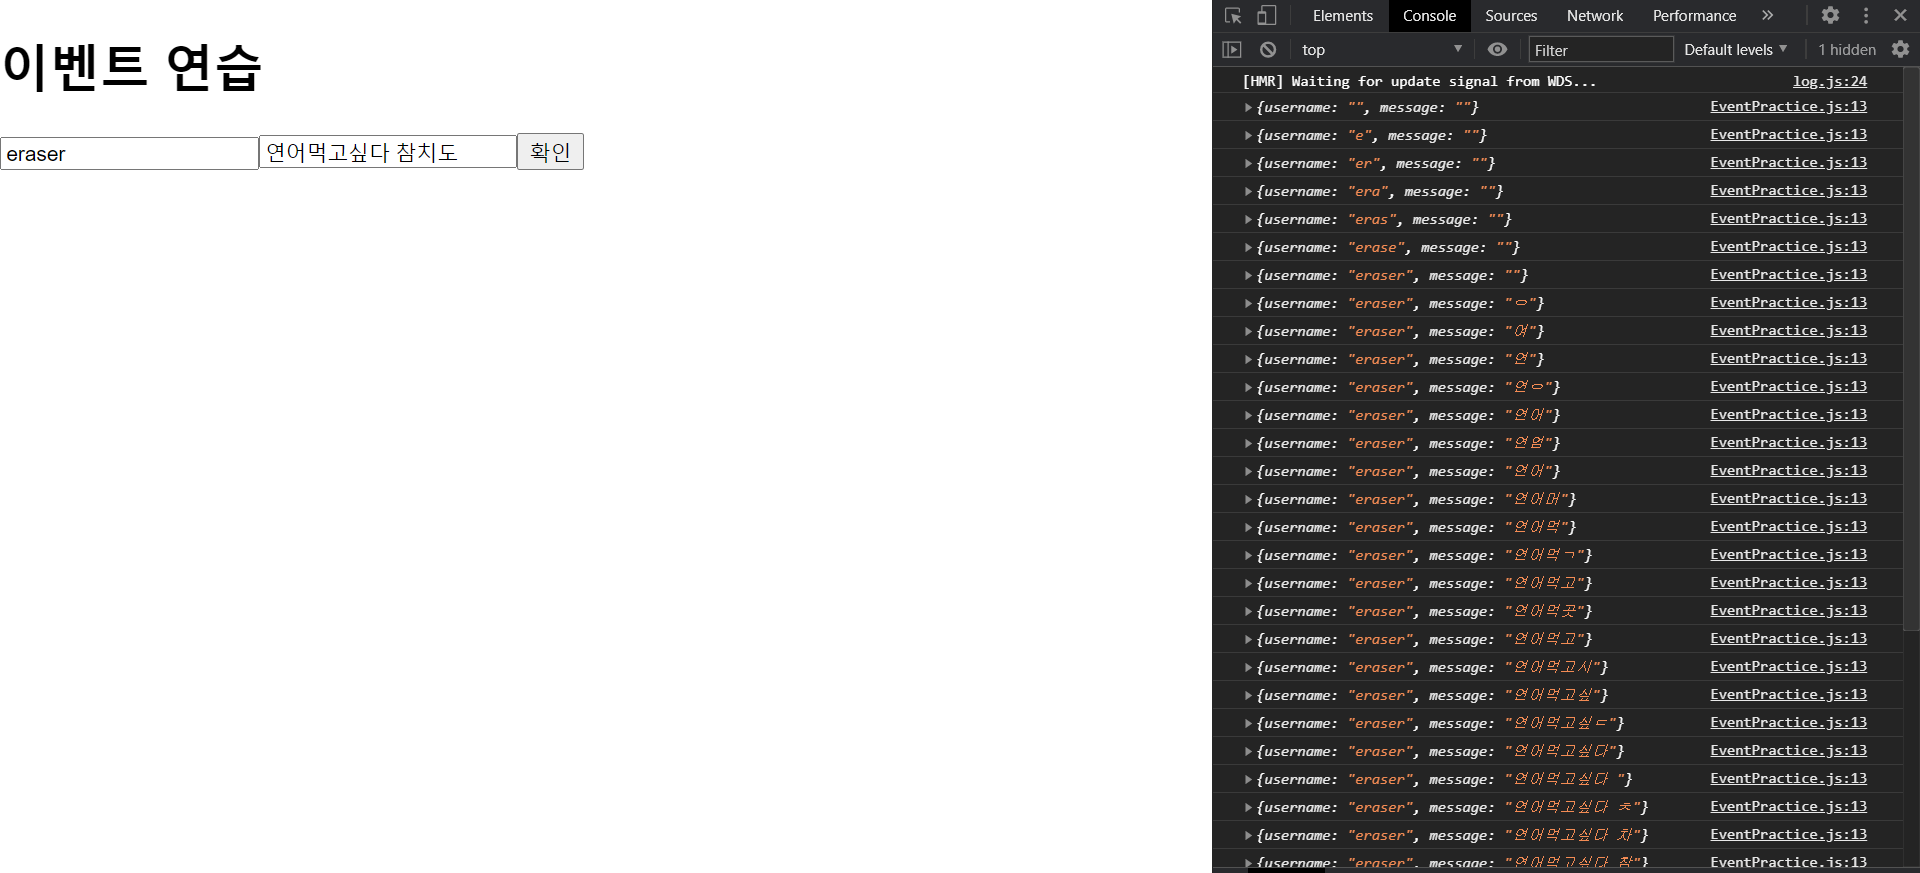 이벤트 연습
eraser 연어먹고싶다 참치도 확인
Elements Console Sources Network Performance
top Filter Default levels 1 hidden
[HMR] Waiting for update signal from WDS... log.js:24
{username: "", message: ""} EventPractice.js:13
{username: "e", message: ""} EventPractice.js:13
{username: "er", message: ""} EventPractice.js:13
{username: "era", message: ""} EventPractice.js:13
{username: "eras", message: ""} EventPractice.js:13
{username: "erase", message: ""} EventPractice.js:13
{username: "eraser", message: ""} EventPractice.js:13
{username: "eraser", message: "ㅇ"} EventPractice.js:13
{username: "eraser", message: "여"} EventPractice.js:13
{username: "eraser", message: "연"} EventPractice.js:13
{username: "eraser", message: "연ㅇ"} EventPractice.js:13
{username: "eraser", message: "연어"} EventPractice.js:13
{username: "eraser", message: "연엄"} EventPractice.js:13
{username: "eraser", message: "연어"} EventPractice.js:13
{username: "eraser", message: "연어머"} EventPractice.js:13
{username: "eraser", message: "연어먹"} EventPractice.js:13
{username: "eraser", message: "연어먹ㄱ"} EventPractice.js:13
{username: "eraser", message: "연어먹고"} EventPractice.js:13
{username: "eraser", message: "연어먹곳"} EventPractice.js:13
{username: "eraser", message: "연어먹고"} EventPractice.js:13
{username: "eraser", message: "연어먹고시"} EventPractice.js:13
{username: "eraser", message: "연어먹고싶"} EventPractice.js:13
{username: "eraser", message: "연어먹고싶ㄷ"} EventPractice.js:13
{username: "eraser", message: "연어먹고싶다"} EventPractice.js:13
{username: "eraser", message: "연어먹고싶다 "} EventPractice.js:13
{username: "eraser", message: "연어먹고싶다 ㅊ"} EventPractice.js:13
{username: "eraser", message: "연어먹고싶다 차"} EventPractice.js:13
{username: "eraser", message: "연어먹고싶다 참"} EventPractice.js:13